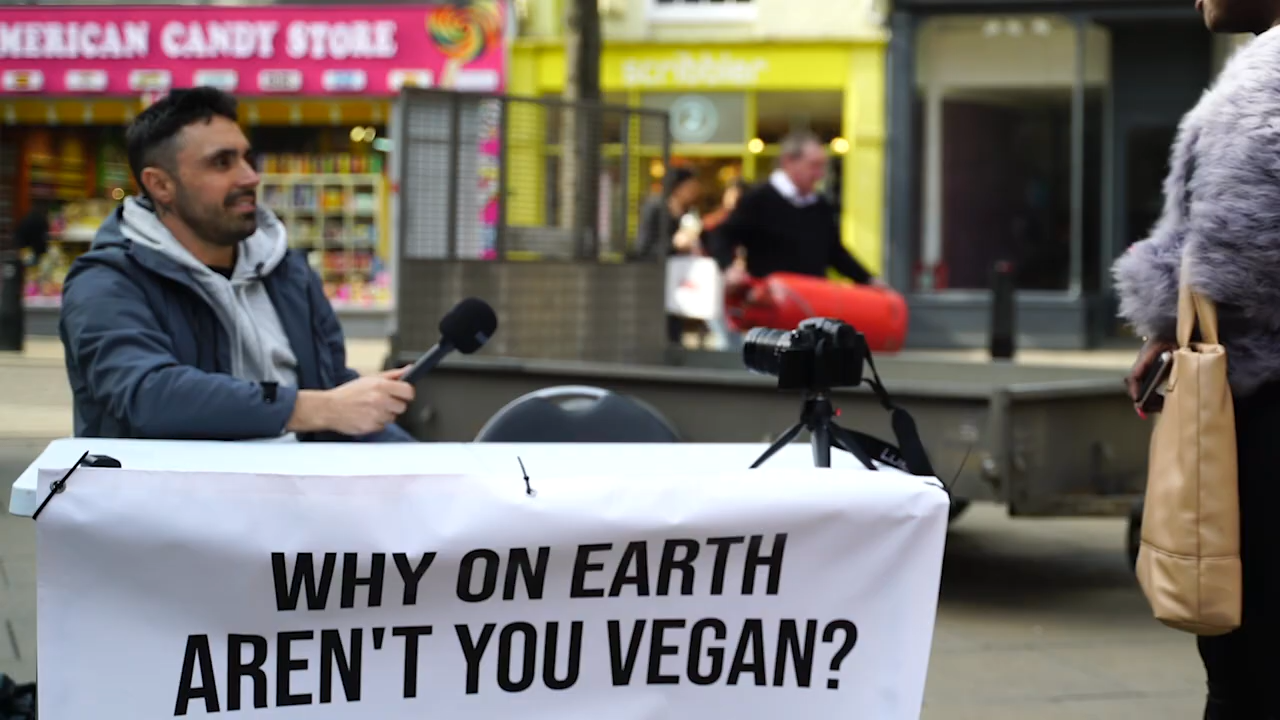 MERICAN CANDY STORE
scribbler
WHY ON EARTH
AREN'T YOU VEGAN?